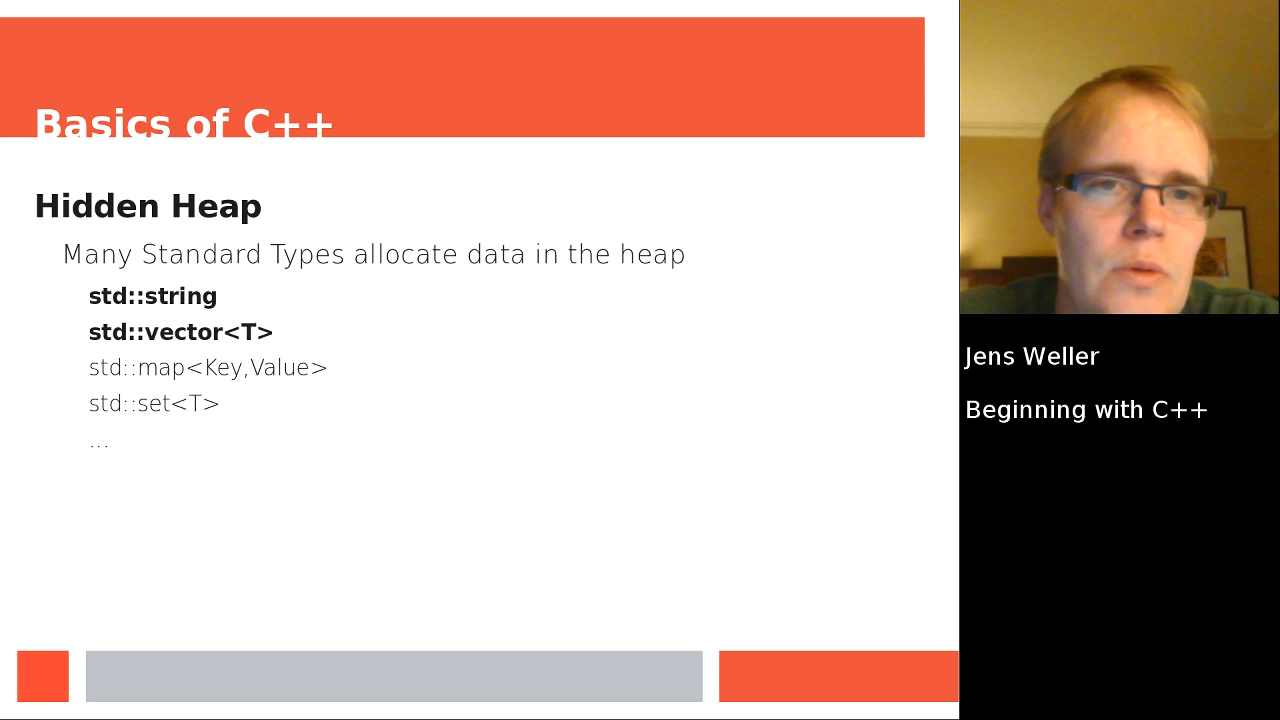 Basics of C++
Hidden Heap
Many Standard Types allocate data in the heap
std::string
std::vector<T>
std::map<Key,Value>
std::set<T>
...
Jens Weller
Beginning with C++